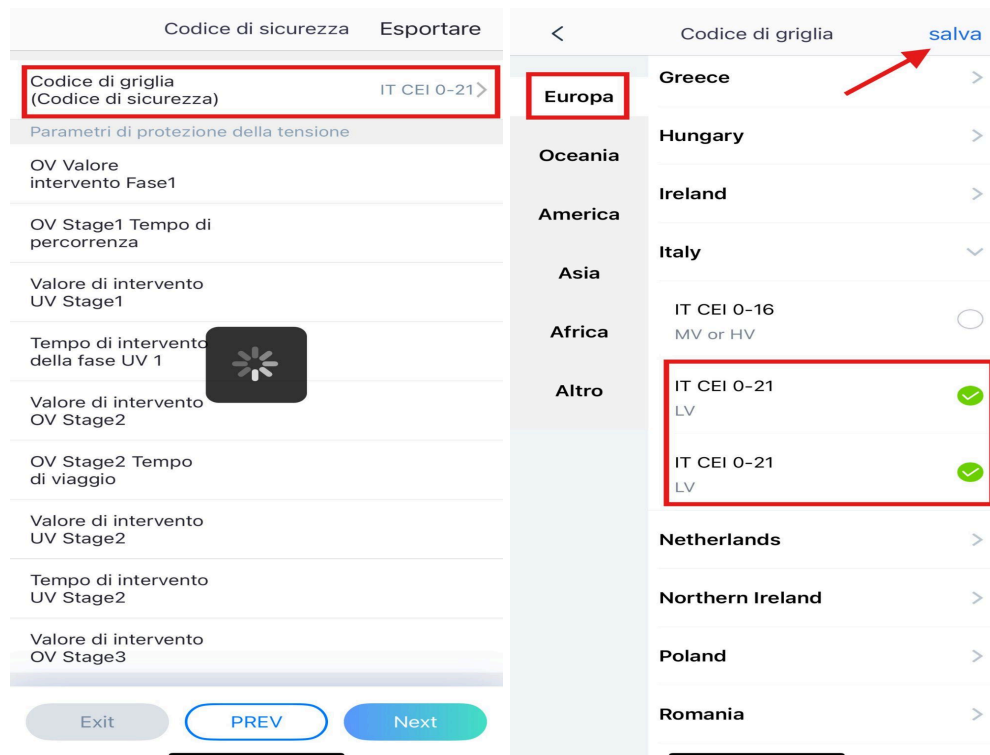 Codice di sicurezza
Esportare
Codice di griglia
(Codice di sicurezza)
IT CEI 0-21
Parametri di protezione della tensione
OV Valore
intervento Fase1
OV Stage1 Tempo di
percorrenza
Valore di intervento
UV Stage1
Tempo di intervento
della fase UV 1
Valore di intervento
OV Stage2
OV Stage2 Tempo
di viaggio
Valore di intervento
UV Stage2
Tempo di intervento
UV Stage2
Valore di intervento
OV Stage3
Exit
PREV
Next
Codice di griglia
salva
Europa
Oceania
America
Asia
Africa
Altro
Greece
Hungary
Ireland
Italy
IT CEI 0-16
MV or HV
IT CEI 0-21
LV
IT CEI 0-21
LV
Netherlands
Northern Ireland
Poland
Romania